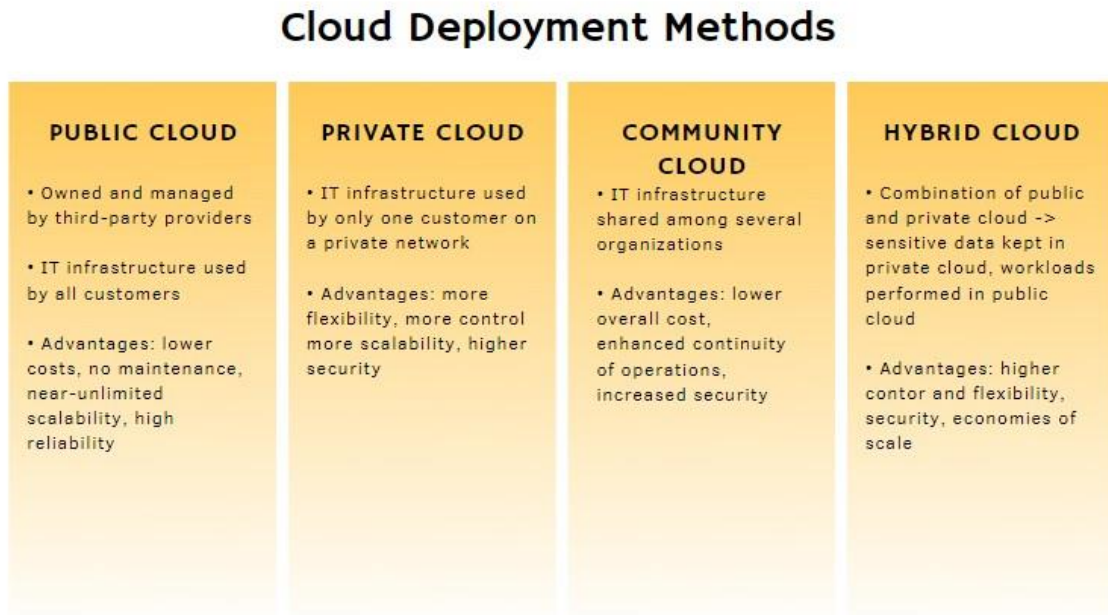 Cloud Deployment Methods
PUBLIC CLOUD
• Owned and managed
by third-party providers
• IT infrastructure used
by all customers
• Advantages: lower
costs, no maintenance,
near-unlimited
scalability, high
reliability
PRIVATE CLOUD
• IT infrastructure used
by only one customer on
a private network
• Advantages: more
flexibility, more control
more scalability, higher
security
COMMUNITY
CLOUD
• IT infrastructure
shared among several
organizations
• Advantages: lower
overall cost,
enhanced continuity
of operations,
increased security
HYBRID CLOUD
• Combination of public
and private cloud ->
sensitive data kept in
private cloud, workloads
performed in public
cloud
• Advantages: higher
contor and flexibility,
security, economies of
scale